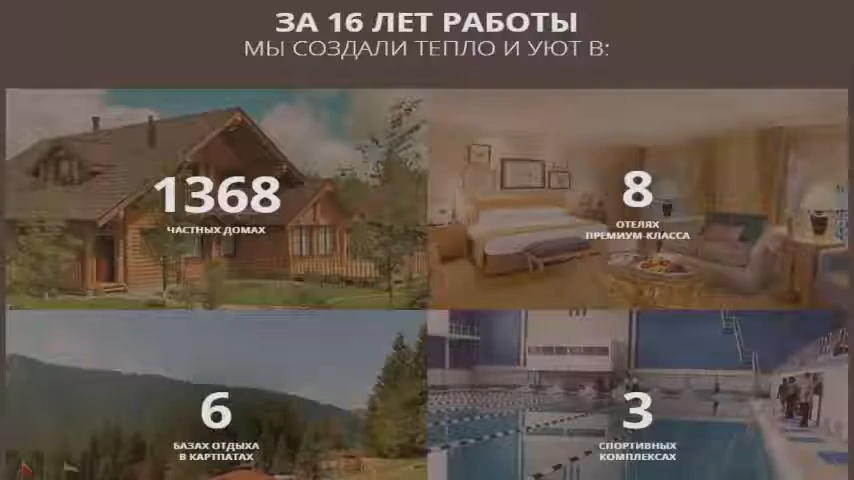 ЗА 16 ЛЕТ РАБОТЫ
МЫ СОЗДАЛИ ТЕПЛО И УЮТ В:
1368
ЧАСТНЫХ ДОМАХ
8
ОТЕЛЯХ
ПРЕМИУМ-КЛАССА
6
БАЗАХ ОТДЫХА
В КАРТПАТАХ
3
СПОРТИВНЫХ
КОМПЛЕКСАХ